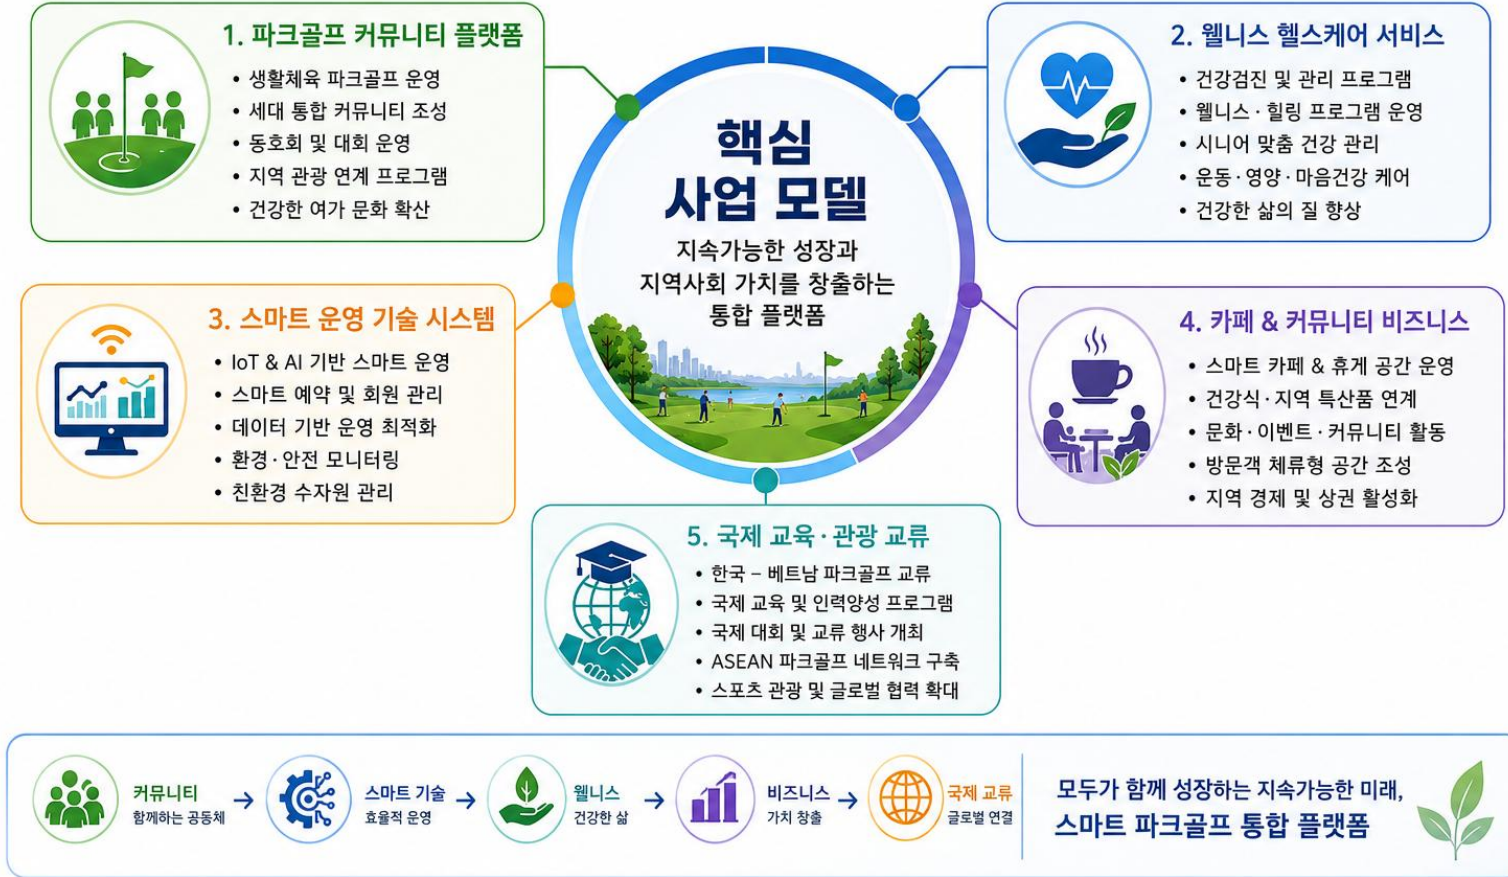 핵심
사업 모델
지속가능한 성장과
지역사회 가치를 창출하는
통합 플랫폼
1. 파크골프 커뮤니티 플랫폼
• 생활체육 파크골프 운영
• 세대 통합 커뮤니티 조성
• 동호회 및 대회 운영
• 지역 관광 연계 프로그램
• 건강한 여가 문화 확산
2. 웰니스 헬스케어 서비스
• 건강검진 및 관리 프로그램
• 웰니스 · 힐링 프로그램 운영
• 시니어 맞춤 건강 관리
• 운동 · 영양 · 마음건강 케어
• 건강한 삶의 질 향상
3. 스마트 운영 기술 시스템
• IoT & AI 기반 스마트 운영
• 스마트 예약 및 회원 관리
• 데이터 기반 운영 최적화
• 환경 · 안전 모니터링
• 친환경 수자원 관리
4. 카페 & 커뮤니티 비즈니스
• 스마트 카페 & 휴게 공간 운영
• 건강식 · 지역 특산품 연계
• 문화 · 이벤트 · 커뮤니티 활동
• 방문객 체류형 공간 조성
• 지역 경제 및 상권 활성화
5. 국제 교육 · 관광 교류
• 한국 – 베트남 파크골프 교류
• 국제 교육 및 인력양성 프로그램
• 국제 대회 및 교류 행사 개최
• ASEAN 파크골프 네트워크 구축
• 스포츠 관광 및 글로벌 협력 확대
커뮤니티
함께하는 공동체
스마트 기술
효율적 운영
웰니스
건강한 삶
비즈니스
가치 창출
국제 교류
글로벌 연결
모두가 함께 성장하는 지속가능한 미래,
스마트 파크골프 통합 플랫폼